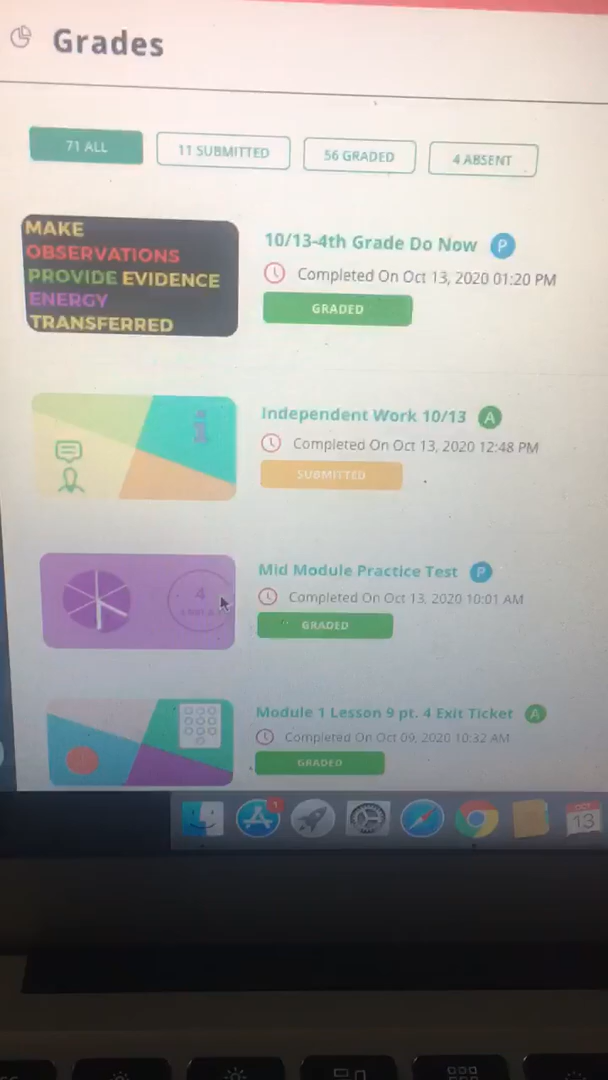 Grades
71 ALL
11 SUBMITTED
56 GRADED
4 ABSENT
MAKE
OBSERVATIONS
PROVIDE EVIDENCE
ENERGY
TRANSFERRED
10/13-4th Grade Do Now P
Completed On Oct 13, 2020 01:20 PM
GRADED
Independent Work 10/13 A
Completed On Oct 13, 2020 12:48 PM
SUBMITTED
4
Mid Module Practice Test P
Completed On Oct 13, 2020 10:01 AM
GRADED
Module 1 Lesson 9 pt. 4 Exit Ticket A
Completed On Oct 09, 2020 10:32 AM
GRADED
1
OCT
13